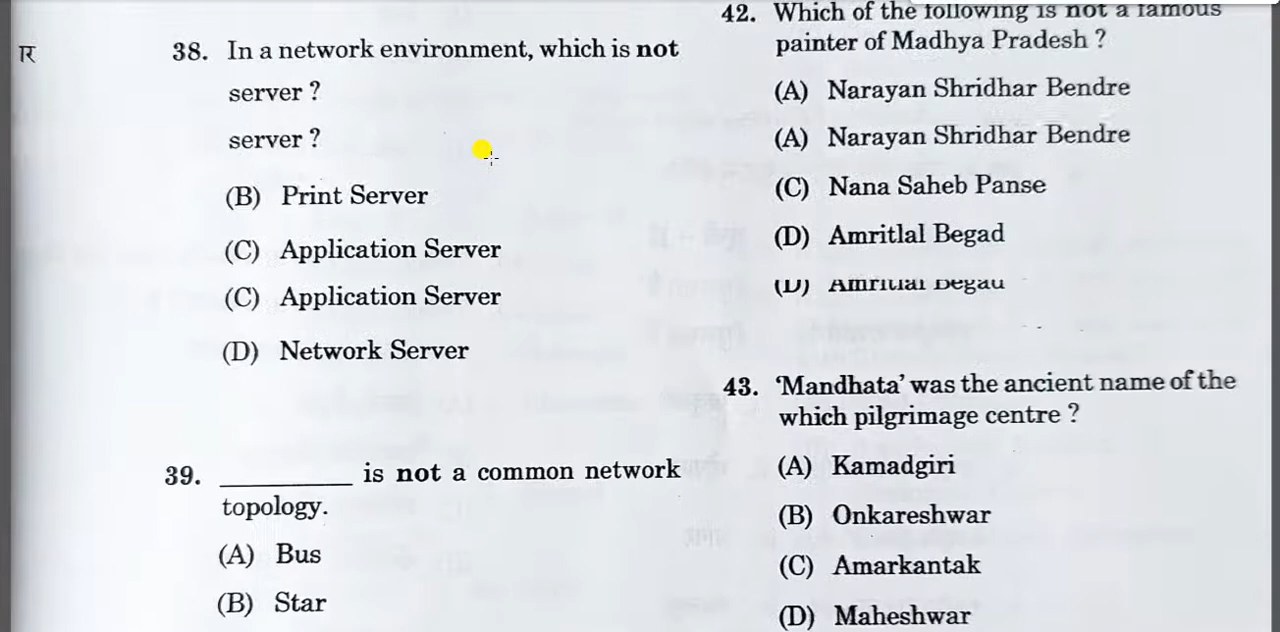 र
38. In a network environment, which is not
server ?
server ?
(B) Print Server
(C) Application Server
(C) Application Server
(D) Network Server
39. __________ is not a common network
topology.
(A) Bus
(B) Star
42. Which of the following is not a famous
painter of Madhya Pradesh ?
(A) Narayan Shridhar Bendre
(A) Narayan Shridhar Bendre
(C) Nana Saheb Panse
(D) Amritlal Begad
(D) Amritlal Begad
43. ‘Mandhata’ was the ancient name of the
which pilgrimage centre ?
(A) Kamadgiri
(B) Onkareshwar
(C) Amarkantak
(D) Maheshwar